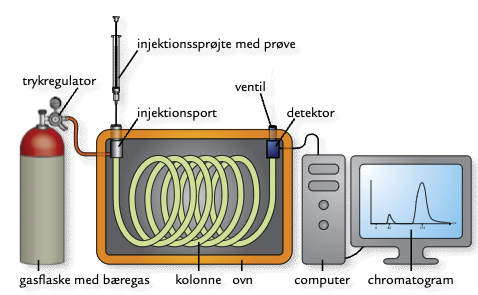 injektionssprøjte med prøve
trykregulator
ventil
injektionsport
detektor
gasflaske med bæregas
kolonne
ovn
computer
chromatogram